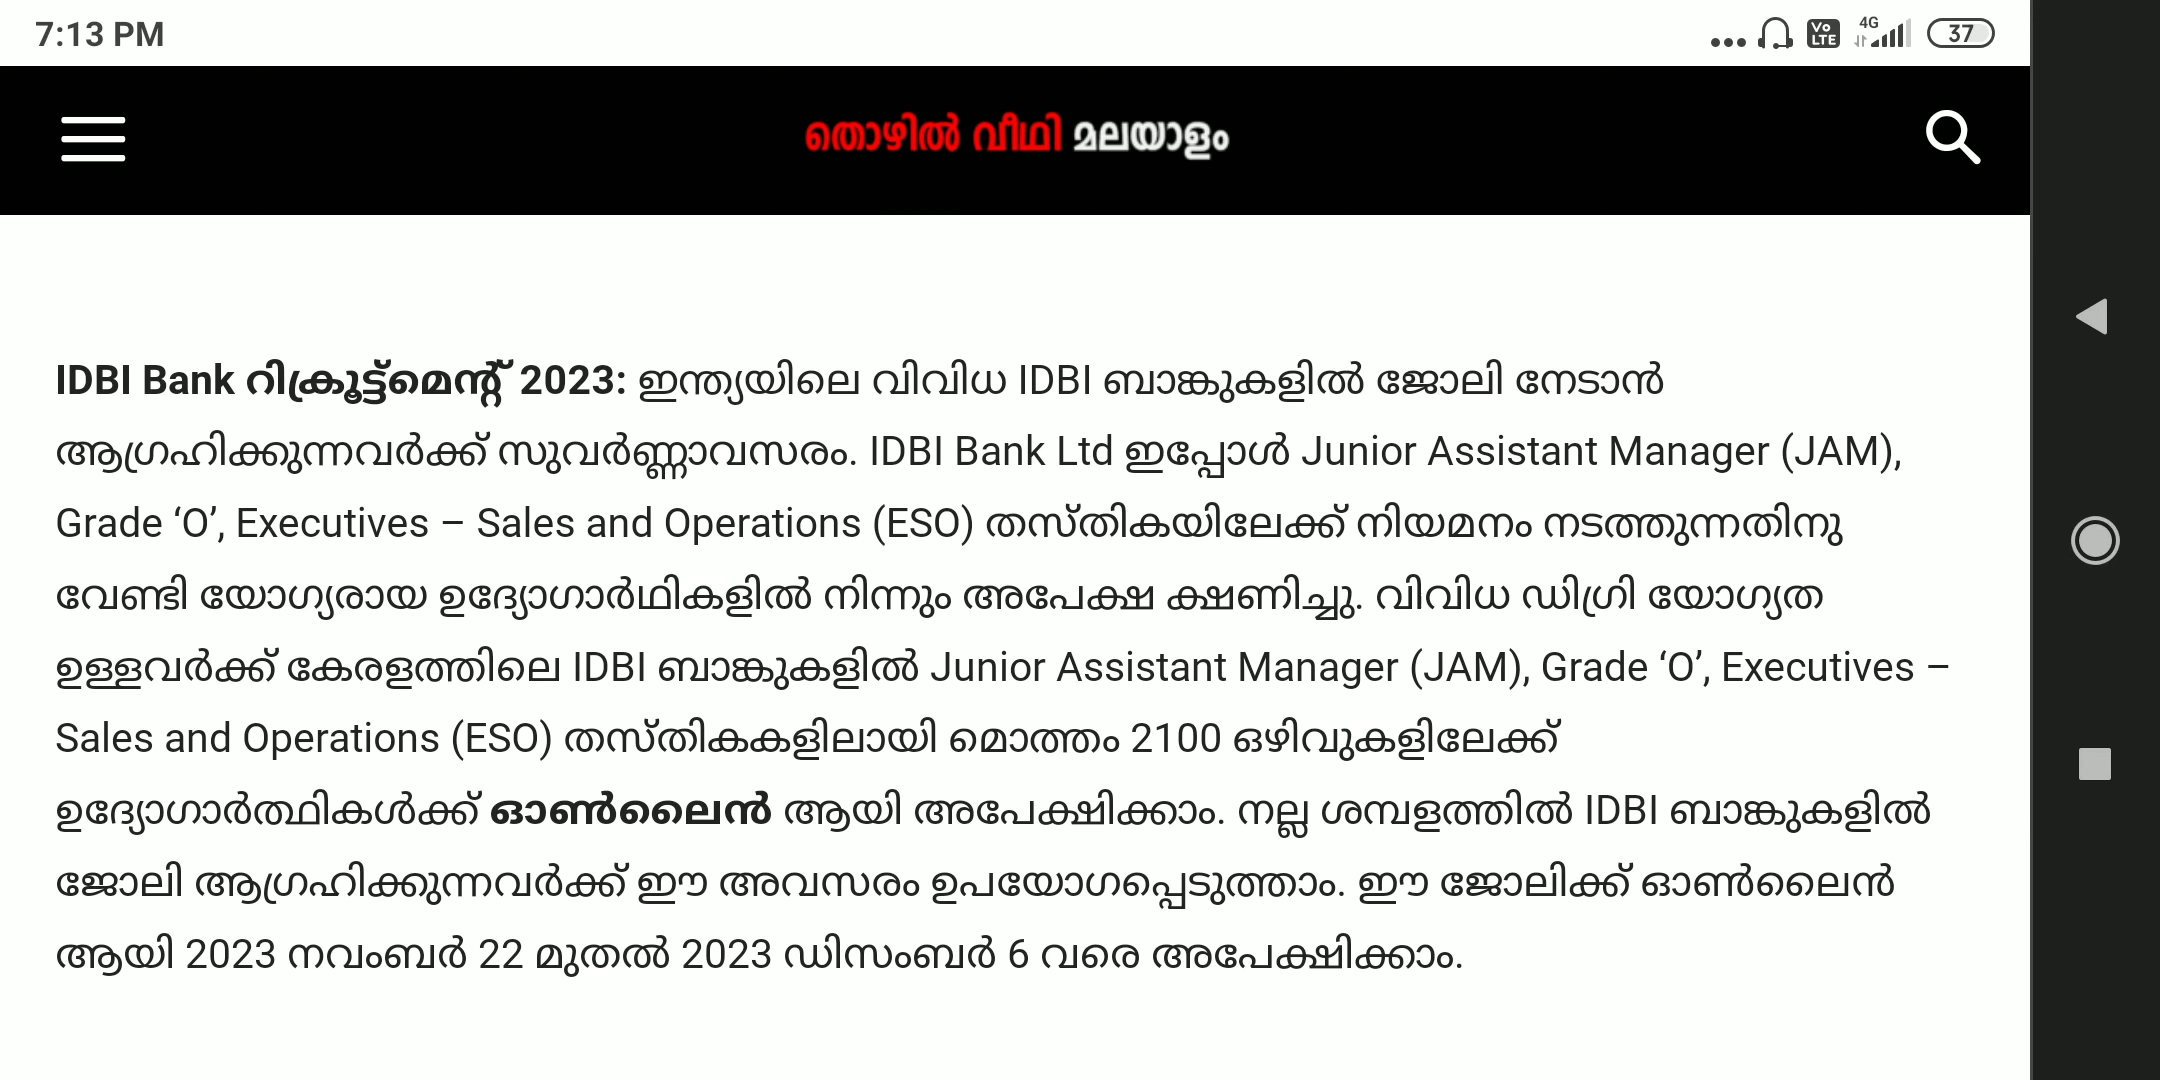 7:13 PM
Vo LTE 4G 37
തൊഴിൽ വീഥി മലയാളം
IDBI Bank റിക്രൂട്ട്മെന്റ് 2023: ഇന്ത്യയിലെ വിവിധ IDBI ബാങ്കുകളിൽ ജോലി നേടാൻ
ആഗ്രഹിക്കുന്നവർക്ക് സുവർണ്ണാവസരം. IDBI Bank Ltd ഇപ്പോൾ Junior Assistant Manager (JAM),
Grade ‘O’, Executives – Sales and Operations (ESO) തസ്തികയിലേക്ക് നിയമനം നടത്തുന്നതിനു
വേണ്ടി യോഗ്യരായ ഉദ്യോഗാർഥികളിൽ നിന്നും അപേക്ഷ ക്ഷണിച്ചു. വിവിധ ഡിഗ്രി യോഗ്യത
ഉള്ളവർക്ക് കേരളത്തിലെ IDBI ബാങ്കുകളിൽ Junior Assistant Manager (JAM), Grade ‘O’, Executives –
Sales and Operations (ESO) തസ്തികകളിലായി മൊത്തം 2100 ഒഴിവുകളിലേക്ക്
ഉദ്യോഗാർത്ഥികൾക്ക് ഓൺലൈൻ ആയി അപേക്ഷിക്കാം. നല്ല ശമ്പളത്തിൽ IDBI ബാങ്കുകളിൽ
ജോലി ആഗ്രഹിക്കുന്നവർക്ക് ഈ അവസരം ഉപയോഗപ്പെടുത്താം. ഈ ജോലിക്ക് ഓൺലൈൻ
ആയി 2023 നവംബർ 22 മുതൽ 2023 ഡിസംബർ 6 വരെ അപേക്ഷിക്കാം.